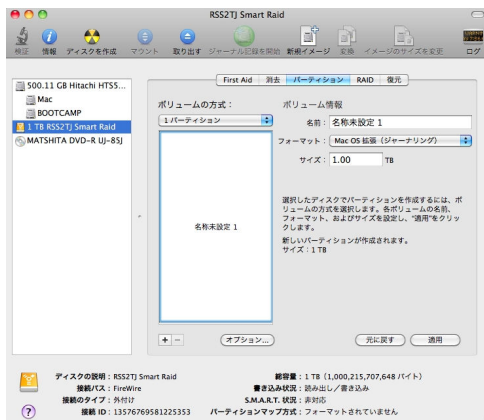 RSS2TJ Smart Raid
検証 情報 ディスクを作成 マウント 取り出す ジャーナル記録を開始 新規イメージ 変換 イメージのサイズを変更 ログ
First Aid 消去 パーティション RAID 復元
500.11 GB Hitachi HTS5...
Mac
BOOTCAMP
1 TB RSS2TJ Smart Raid
MATSHITA DVD-R UJ-85J
ボリュームの方式：
1 パーティション
名称未設定 1
+ − オプション...
ボリューム情報
名前： 名称未設定 1
フォーマット： Mac OS 拡張（ジャーナリング）
サイズ： 1.00 TB
選択したディスクでパーティションを作成するには、ボ
リュームの方式を選択します。各ボリュームの名前、
フォーマット、およびサイズを設定し、“適用”をクリッ
クします。
新しいパーティションが作成されます。
サイズ：1 TB
元に戻す 適用
ディスクの説明：RSS2TJ Smart Raid
接続バス：FireWire
接続のタイプ：外付け
接続 ID：13576769581225353
総容量：1 TB（1,000,215,707,648 バイト）
書き込み状況：読み出し／書き込み
S.M.A.R.T. 状況：非対応
パーティションマップ方式：フォーマットされていません
?